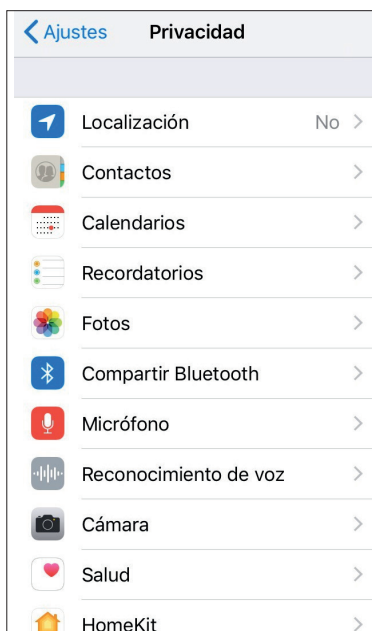 Ajustes Privacidad
Localización No
Contactos
Calendarios
Recordatorios
Fotos
Compartir Bluetooth
Micrófono
Reconocimiento de voz
Cámara
Salud
HomeKit